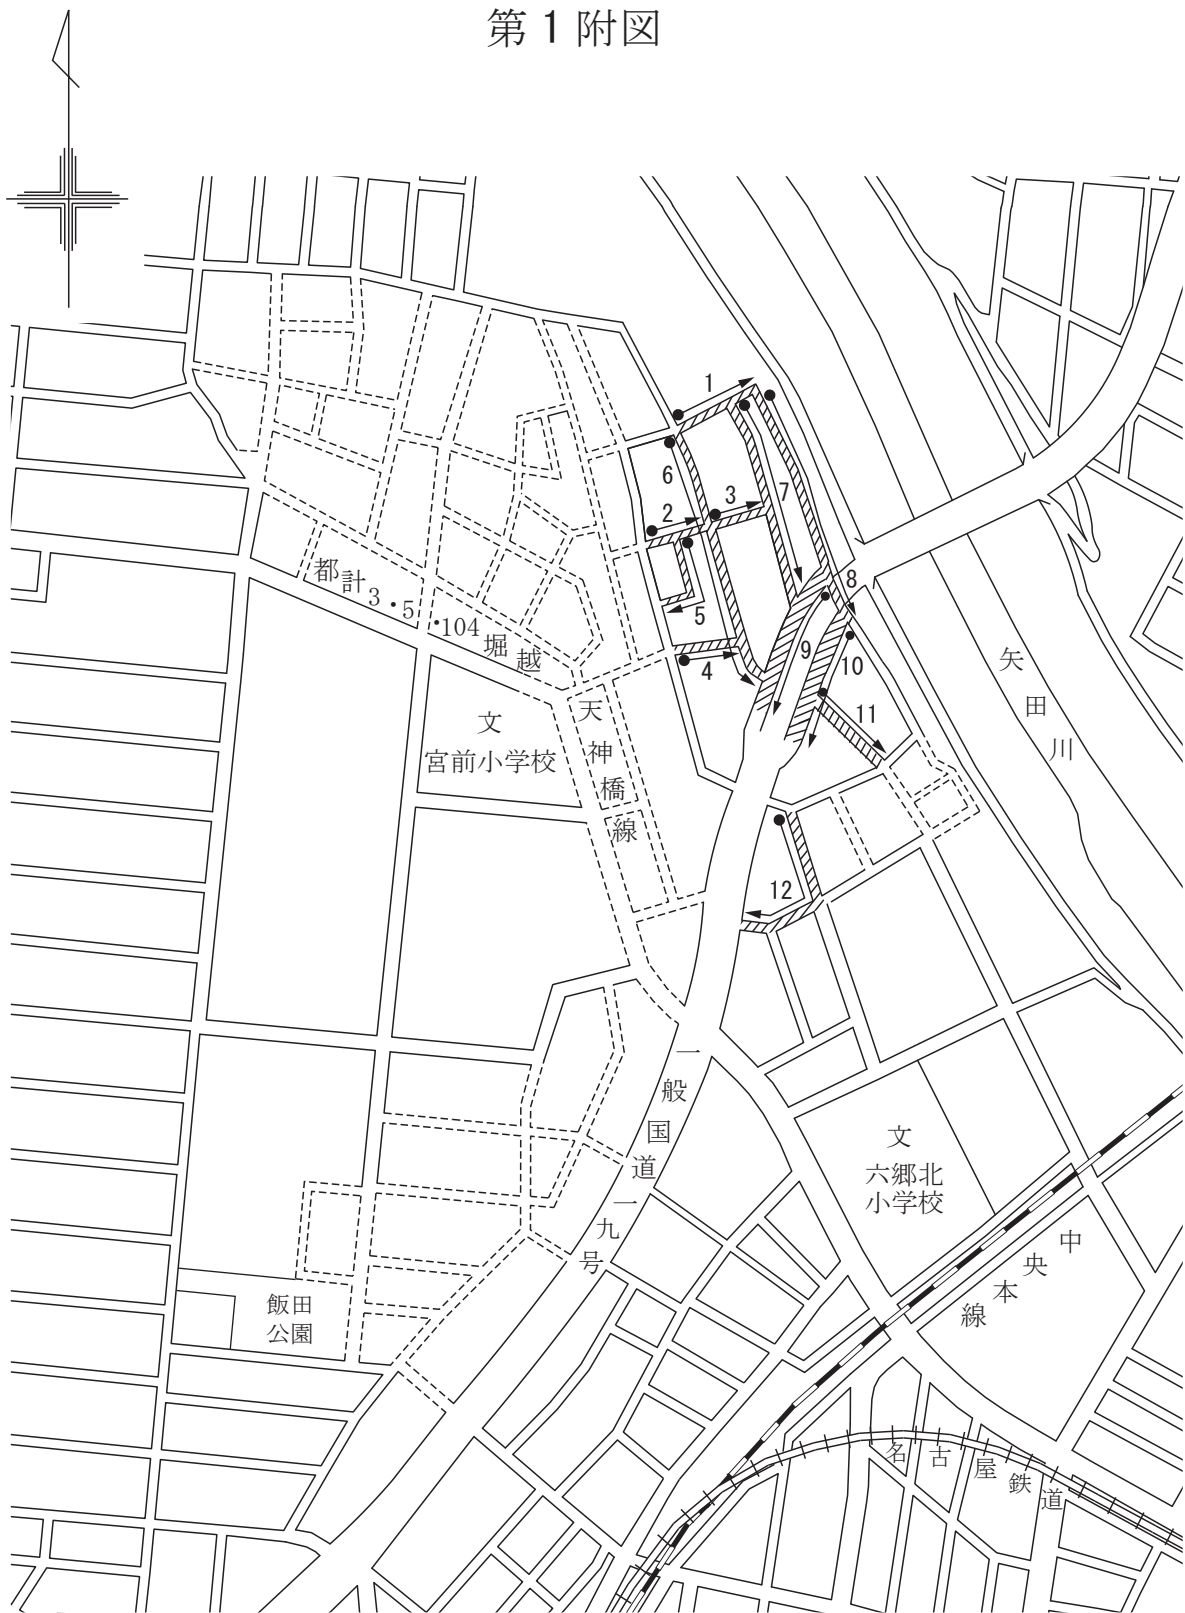 第1附図
1
6
3
7
2
8
5
9
10
4
11
12
都計3・5・104堀越
天神橋線
文
宮前小学校
矢田川
一般国道一九号
文
六郷北
小学校
中央本線
飯田
公園
名古屋鉄道